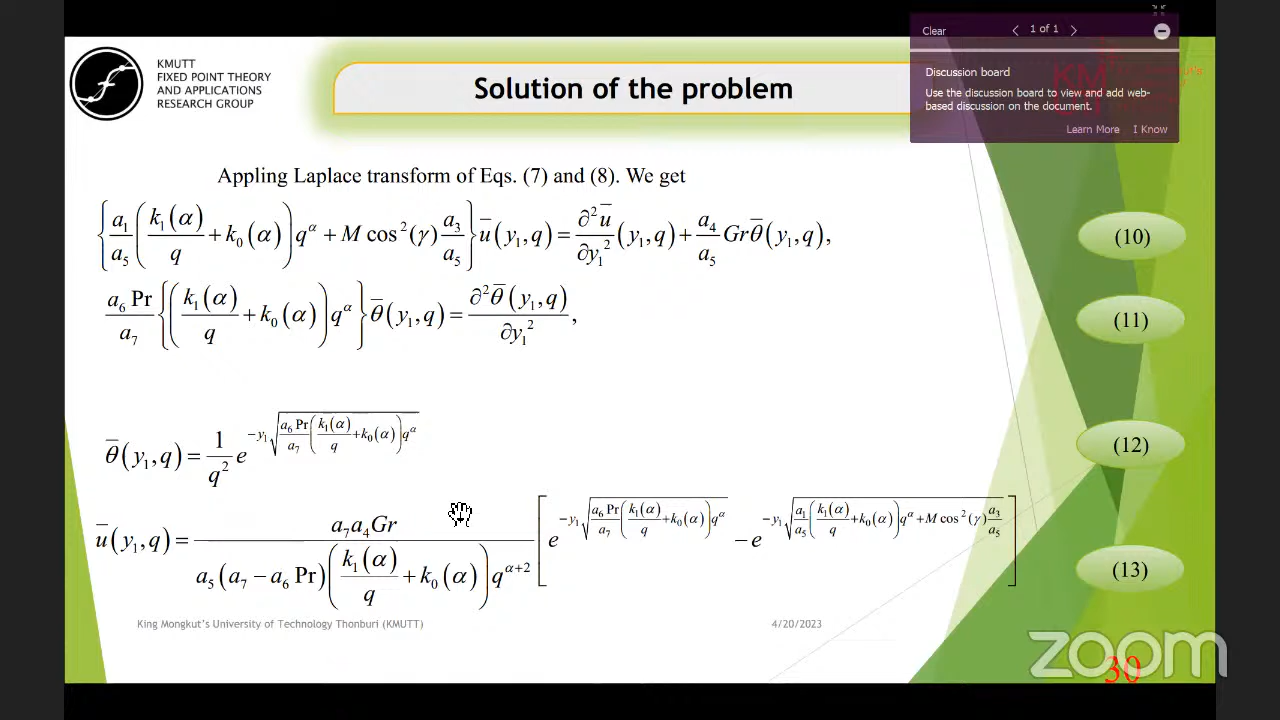 KMUTT
FIXED POINT THEORY
AND APPLICATIONS
RESEARCH GROUP
Solution of the problem
Clear
1 of 1
Discussion board
Use the discussion board to view and add web-
based discussion on the document.
Learn More I Know
Appling Laplace transform of Eqs. (7) and (8). We get
{a₁/a₅ (k₁(α)/q + k₀(α)) q^α + M cos²(γ) a₃/a₅} u̅(y₁,q) = ∂²u̅/∂y₁² (y₁,q) + a₄/a₅ Gr θ̅(y₁,q), (10)
a₆ Pr/a₇ {(k₁(α)/q + k₀(α)) q^α} θ̅(y₁,q) = ∂²θ̅(y₁,q)/∂y₁², (11)
θ̅(y₁,q) = 1/q² e^(-y₁√(a₆ Pr/a₇ (k₁(α)/q + k₀(α)) q^α)) (12)
u̅(y₁,q) = a₇a₄Gr / (a₅(a₇ − a₆ Pr)(k₁(α)/q + k₀(α)) q^(α+2)) [e^(-y₁√(a₆ Pr/a₇ (k₁(α)/q + k₀(α)) q^α)) − e^(-y₁√(a₁/a₅ (k₁(α)/q + k₀(α)) q^α + M cos²(γ) a₃/a₅))] (13)
King Mongkut's University of Technology Thonburi (KMUTT)
4/20/2023
zoom
30